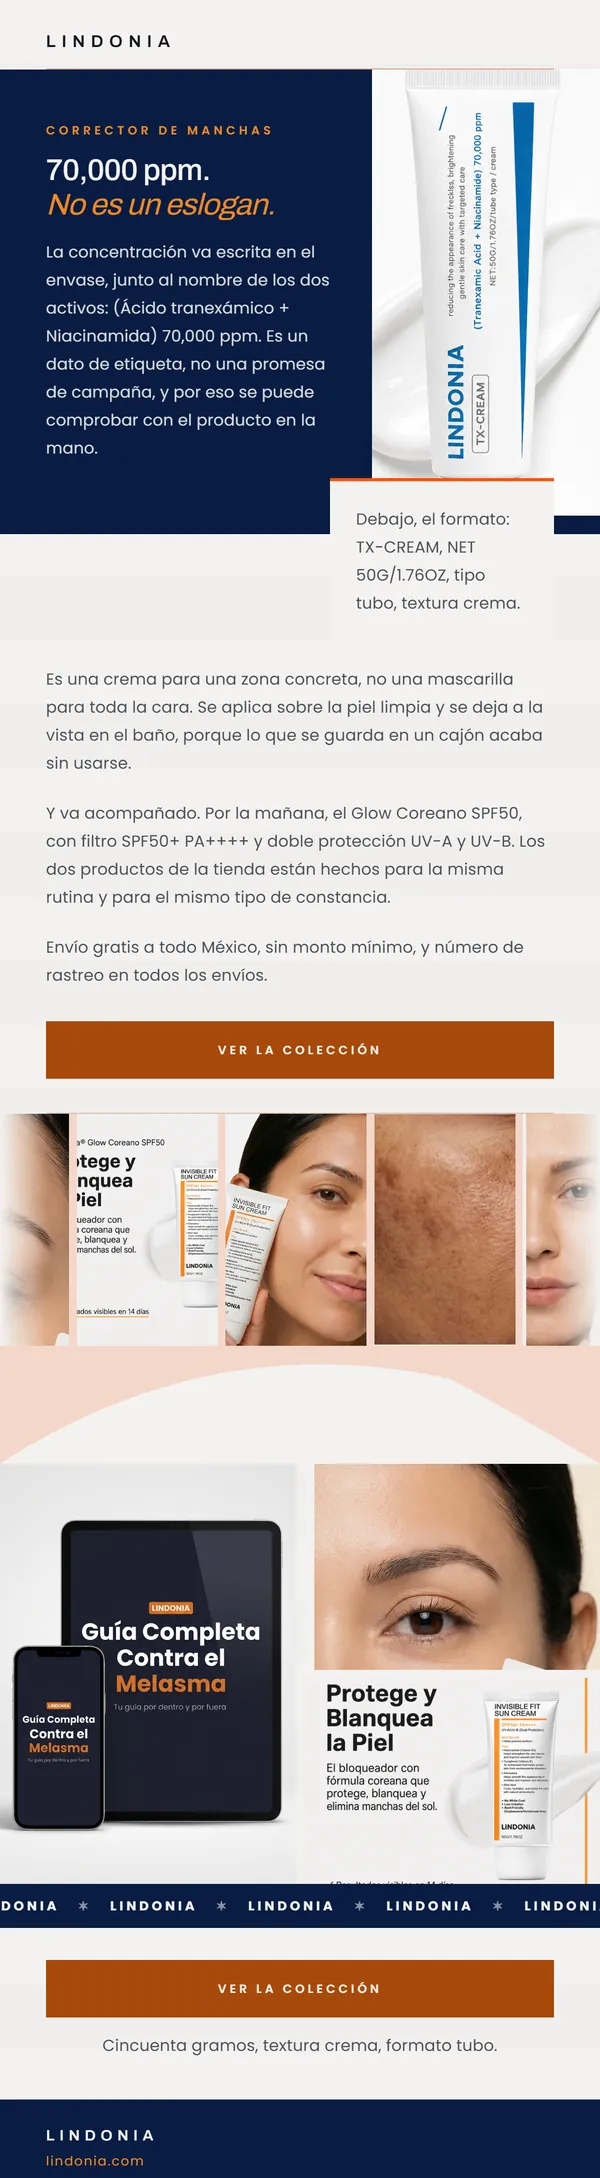 LINDONIA
CORRECTOR DE MANCHAS
70,000 ppm.
No es un eslogan.
La concentración va escrita en el
envase, junto al nombre de los dos
activos: (Ácido tranexámico +
Niacinamida) 70,000 ppm. Es un
dato de etiqueta, no una promesa
de campaña, y por eso se puede
comprobar con el producto en la
mano.
reducing the appearance of freckles, brightening
gentle skin care with targeted care
(Tranexamic Acid + Niacinamide) 70,000 ppm
NET:50G/1.76OZ/tube type / cream
LINDONIA
TX-CREAM
Debajo, el formato:
TX-CREAM, NET
50G/1.76OZ, tipo
tubo, textura crema.
Es una crema para una zona concreta, no una mascarilla
para toda la cara. Se aplica sobre la piel limpia y se deja a la
vista en el baño, porque lo que se guarda en un cajón acaba
sin usarse.
Y va acompañado. Por la mañana, el Glow Coreano SPF50,
con filtro SPF50+ PA++++ y doble protección UV-A y UV-B. Los
dos productos de la tienda están hechos para la misma
rutina y para el mismo tipo de constancia.
Envío gratis a todo México, sin monto mínimo, y número de
rastreo en todos los envíos.
VER LA COLECCIÓN
a® Glow Coreano SPF50
otege y
nquea
Piel
queador con
a coreana que
e, blanquea y
manchas del sol.
ados visibles en 14 días
INVISIBLE FIT
SUN CREAM
LINDONIA
INVISIBLE FIT
SUN CREAM
LINDONIA
Guía Completa
Contra el
Melasma
Tu guía por dentro y por fuera
LINDONIA
Guía Completa
Contra el
Melasma
Tu guía por dentro y por fuera
Protege y
Blanquea
la Piel
El bloqueador con
fórmula coreana que
protege, blanquea y
elimina manchas del sol.
INVISIBLE FIT
SUN CREAM
LINDONIA
DONIA ✶ LINDONIA ✶ LINDONIA ✶ LINDONIA ✶ LINDONI
VER LA COLECCIÓN
Cincuenta gramos, textura crema, formato tubo.
LINDONIA
lindonia.com